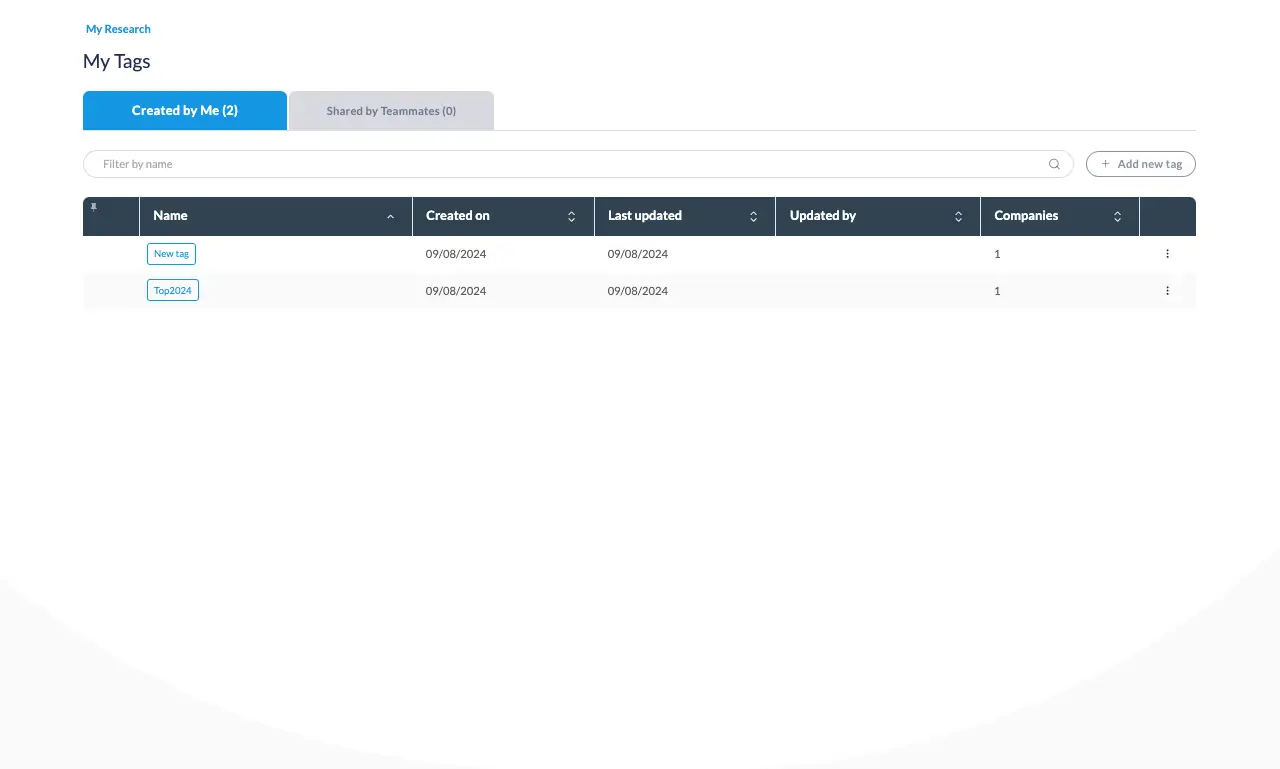 My Research
My Tags
Created by Me (2) Shared by Teammates (0)
Filter by name + Add new tag
Name Created on Last updated Updated by Companies
New tag 09/08/2024 09/08/2024 1
Top2024 09/08/2024 09/08/2024 1